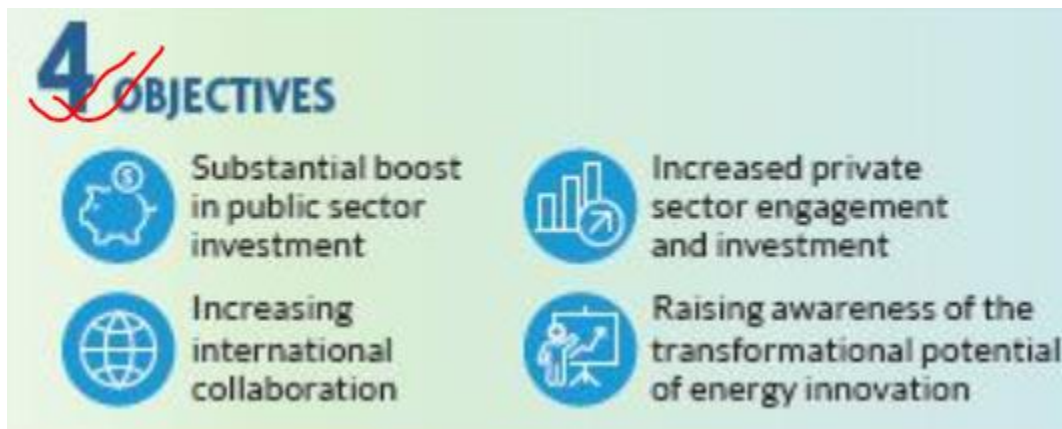 4 OBJECTIVES
Substantial boost
in public sector
investment
Increased private
sector engagement
and investment
Increasing
international
collaboration
Raising awareness of the
transformational potential
of energy innovation